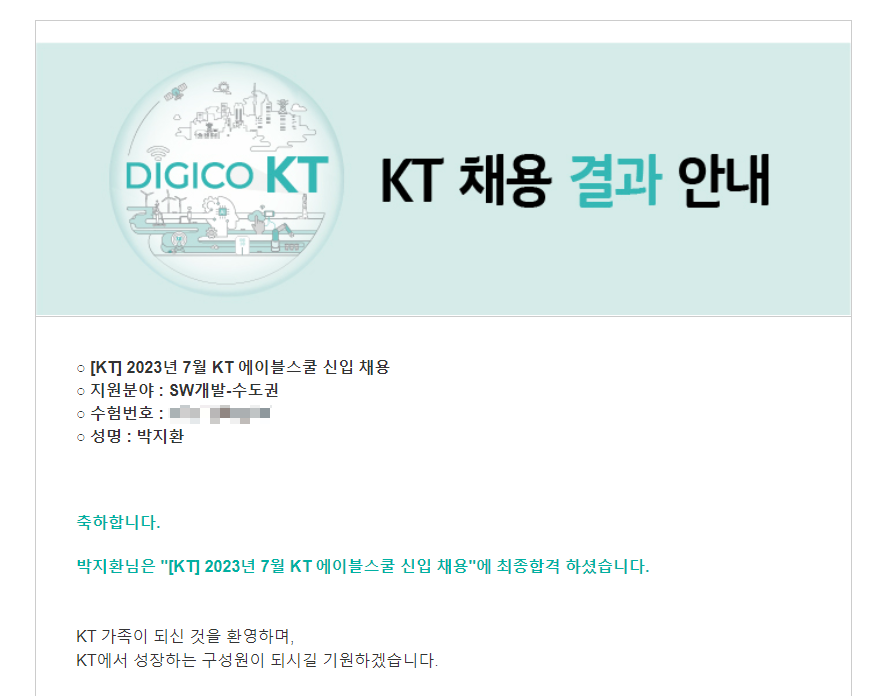 DIGICO KT
KT 채용 결과 안내
○ [KT] 2023년 7월 KT 에이블스쿨 신입 채용
○ 지원분야 : SW개발-수도권
○ 수험번호 :
○ 성명 : 박지환
축하합니다.
박지환님은 "[KT] 2023년 7월 KT 에이블스쿨 신입 채용"에 최종합격 하셨습니다.
KT 가족이 되신 것을 환영하며,
KT에서 성장하는 구성원이 되시길 기원하겠습니다.